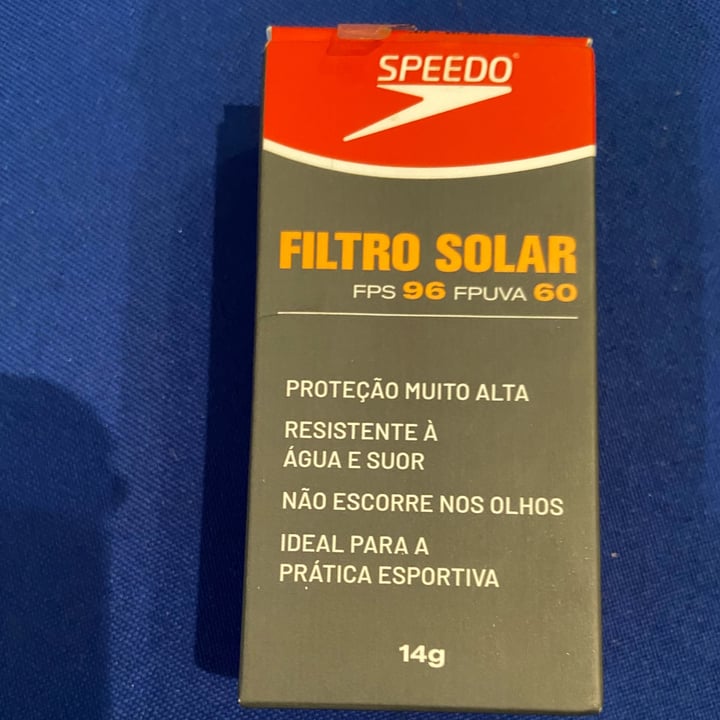 SPEEDO®
FILTRO SOLAR
FPS 96 FPUVA 60
PROTEÇÃO MUITO ALTA
RESISTENTE À
ÁGUA E SUOR
NÃO ESCORRE NOS OLHOS
IDEAL PARA A
PRÁTICA ESPORTIVA
14g